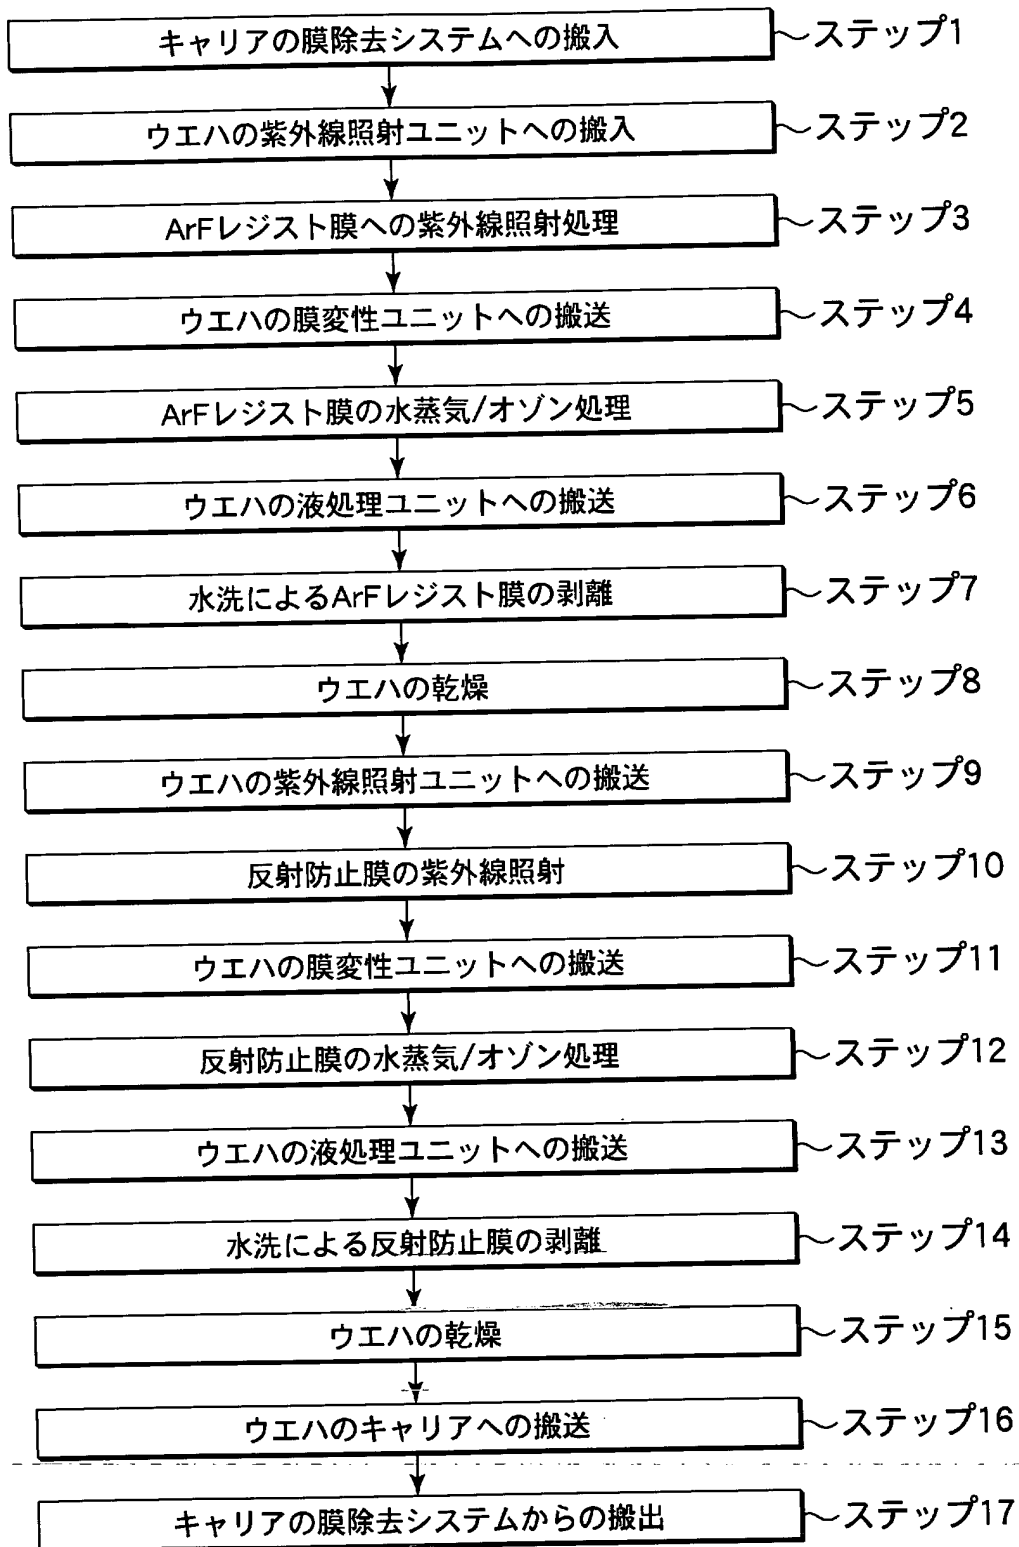 キャリアの膜除去システムへの搬入 ステップ1
ウエハの紫外線照射ユニットへの搬入 ステップ2
ArFレジスト膜への紫外線照射処理 ステップ3
ウエハの膜変性ユニットへの搬送 ステップ4
ArFレジスト膜の水蒸気/オゾン処理 ステップ5
ウエハの液処理ユニットへの搬送 ステップ6
水洗によるArFレジスト膜の剥離 ステップ7
ウエハの乾燥 ステップ8
ウエハの紫外線照射ユニットへの搬送 ステップ9
反射防止膜の紫外線照射 ステップ10
ウエハの膜変性ユニットへの搬送 ステップ11
反射防止膜の水蒸気/オゾン処理 ステップ12
ウエハの液処理ユニットへの搬送 ステップ13
水洗による反射防止膜の剥離 ステップ14
ウエハの乾燥 ステップ15
ウエハのキャリアへの搬送 ステップ16
キャリアの膜除去システムからの搬出 ステップ17